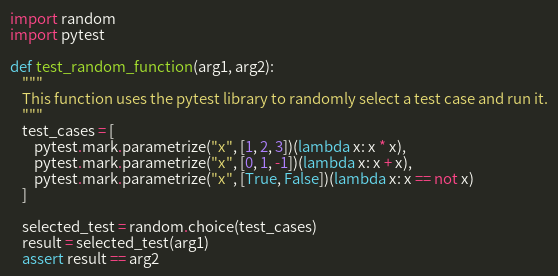 import random
import pytest

def test_random_function(arg1, arg2):
    """
    This function uses the pytest library to randomly select a test case and run it.
    """
    test_cases = [
        pytest.mark.parametrize("x", [1, 2, 3])(lambda x: x * x),
        pytest.mark.parametrize("x", [0, 1, -1])(lambda x: x + x),
        pytest.mark.parametrize("x", [True, False])(lambda x: x == not x)
    ]

    selected_test = random.choice(test_cases)
    result = selected_test(arg1)
    assert result == arg2